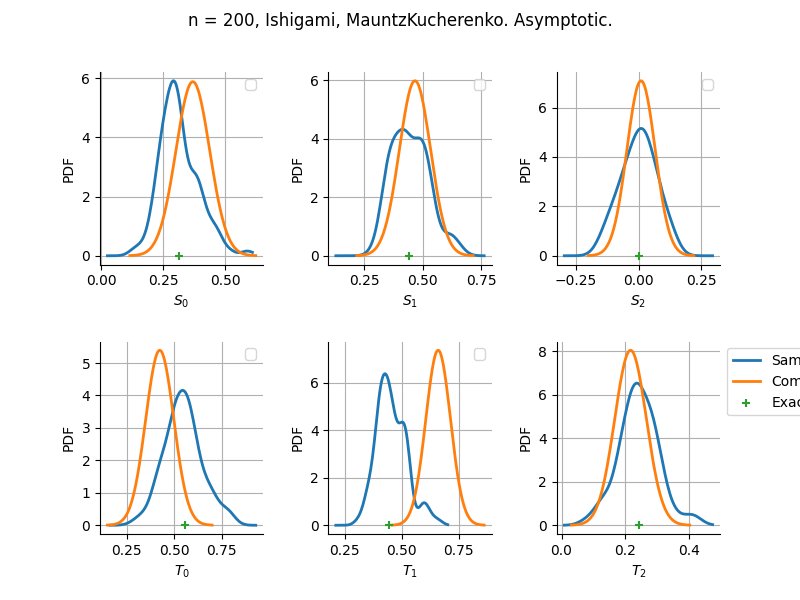 n = 200, Ishigami, MauntzKucherenko. Asymptotic.
PDF
6
4
2
0
0.00 0.25 0.50
S0
PDF
6
4
2
0
0.25 0.50 0.75
S1
PDF
6
4
2
0
−0.25 0.00 0.25
S2
PDF
5
4
3
2
1
0
0.25 0.50 0.75
T0
PDF
6
4
2
0
0.25 0.50 0.75
T1
PDF
8
6
4
2
0
0.0 0.2 0.4
T2
Sam
Com
Exac